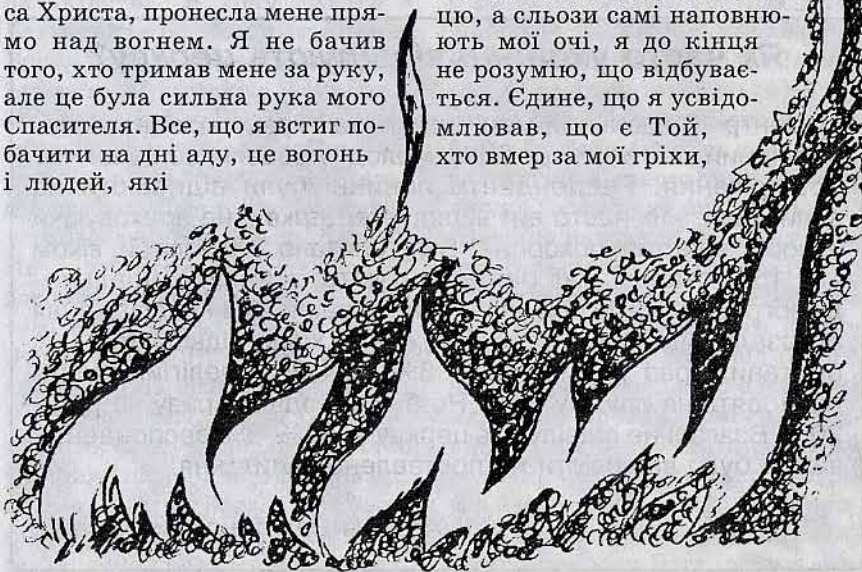 са Христа, пронесла мене пря-
мо над вогнем. Я не бачив
того, хто тримав мене за руку,
але це була сильна рука мого
Спасителя. Все, що я встиг по-
бачити на дні аду, це вогонь
і людей, які
цю, а сльози самі наповню-
ють мої очі, я до кінця
не розумію, що відбуває-
ться. Єдине, що я усвідо-
млював, що є Той,
хто вмер за мої гріхи,